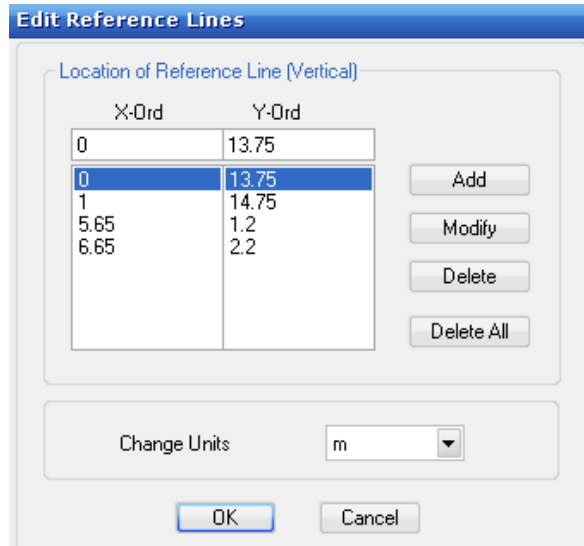 Edit Reference Lines
Location of Reference Line (Vertical)
X-Ord Y-Ord
0 13.75
0 13.75 Add
1 14.75
5.65 1.2 Modify
6.65 2.2
Delete
Delete All
Change Units m
OK Cancel